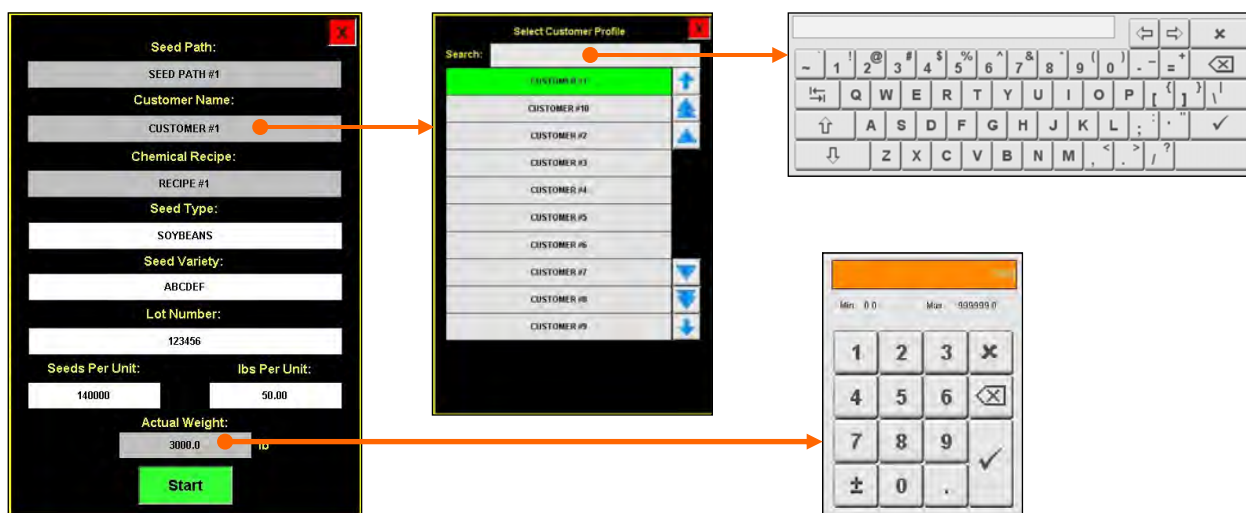 X
Seed Path:
SEED PATH #1
Customer Name:
CUSTOMER #1
Chemical Recipe:
RECIPE #1
Seed Type:
SOYBEANS
Seed Variety:
ABCDEF
Lot Number:
123456
Seeds Per Unit: lbs Per Unit:
140000 50.00
Actual Weight:
3000.0 lb
Start
Select Customer Profile X
Search:
CUSTOMER #1
CUSTOMER #10
CUSTOMER #2
CUSTOMER #3
CUSTOMER #4
CUSTOMER #5
CUSTOMER #6
CUSTOMER #7
CUSTOMER #8
CUSTOMER #9
~ ` 1 ! 2 @ 3 # 4 $ 5 % 6 ^ 7 & 8 * 9 ( 0 ) - _ = +
Q W E R T Y U I O P [ { ] } \ |
A S D F G H J K L ; : ' "
Z X C V B N M , < . > / ?
Min: 0.0 Max: 999999.0
1 2 3
4 5 6
7 8 9
± 0 .